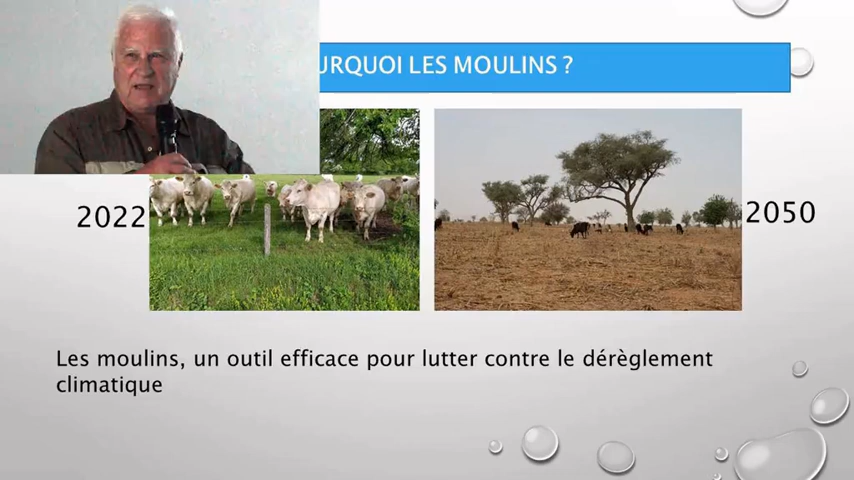 URQUOI LES MOULINS ?
2022
2050
Les moulins, un outil efficace pour lutter contre le dérèglement
climatique